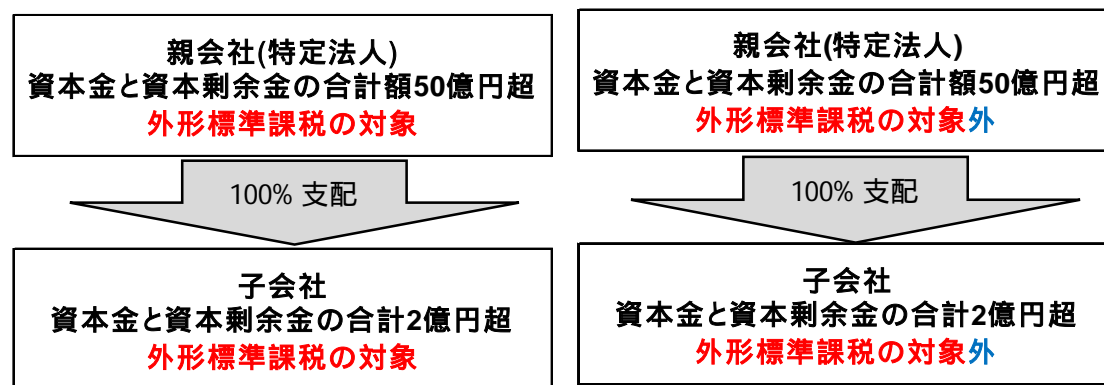 親会社(特定法人)
資本金と資本剰余金の合計額50億円超
外形標準課税の対象
100% 支配
子会社
資本金と資本剰余金の合計2億円超
外形標準課税の対象
親会社(特定法人)
資本金と資本剰余金の合計額50億円超
外形標準課税の対象外
100% 支配
子会社
資本金と資本剰余金の合計2億円超
外形標準課税の対象外